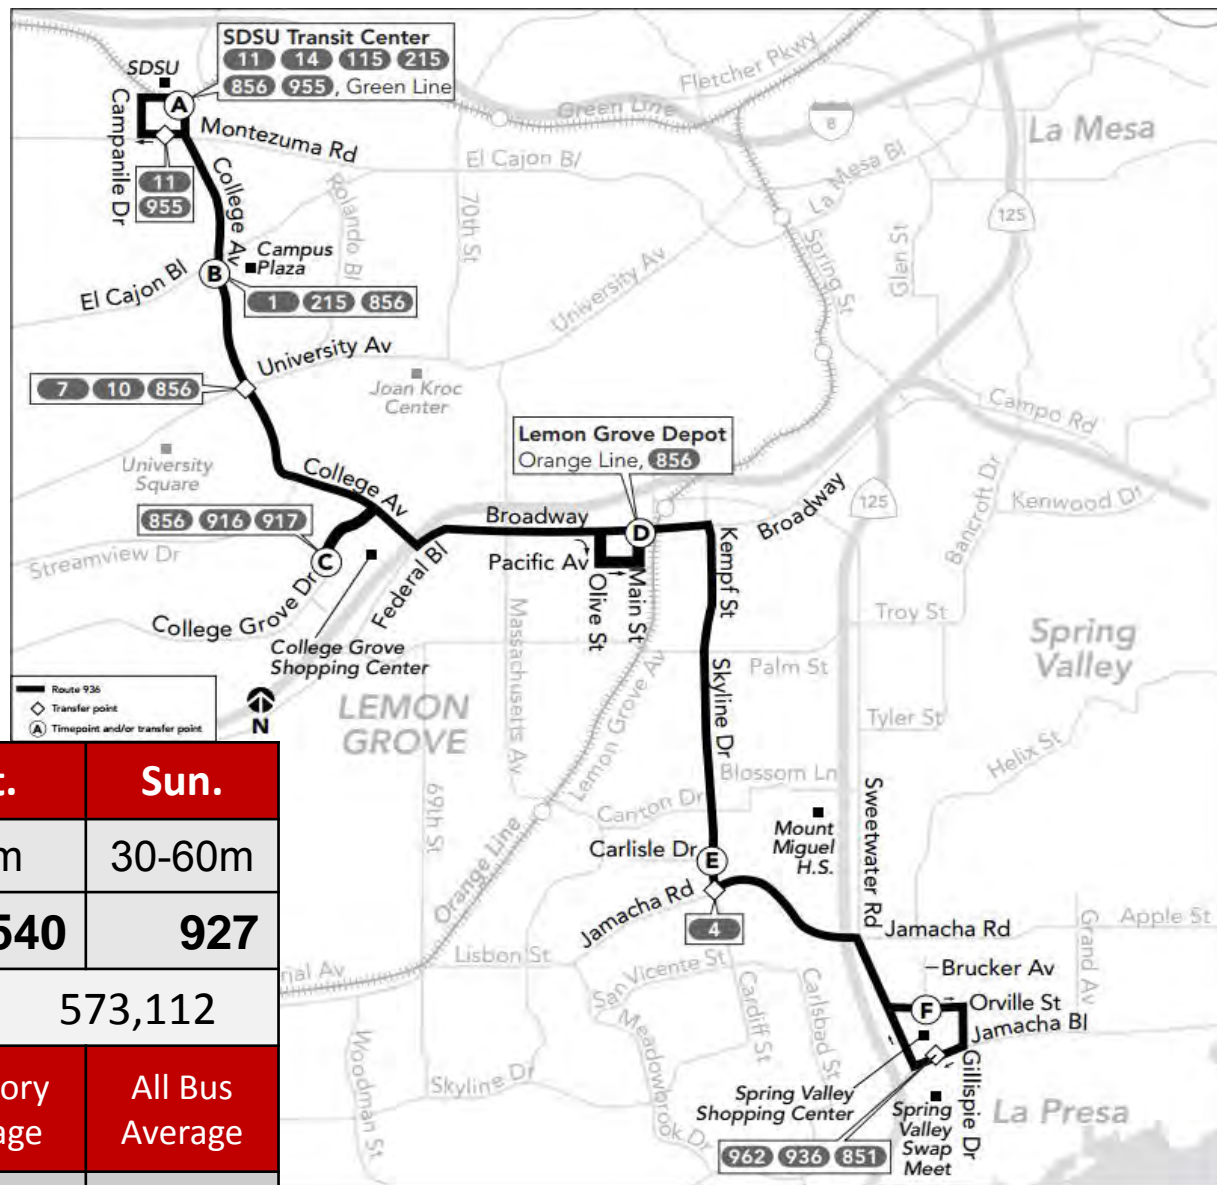 SDSU Transit Center
11 14 115 215
856 955, Green Line
SDSU
A
Campanile Dr
Montezuma Rd
11
955
College Av
Rolando Bl
70th St
El Cajon Bl
Green Line
Fletcher Pkwy
8
La Mesa
La Mesa Bl
125
Spring St
Glen St
University Av
El Cajon Bl
B
Campus
Plaza
1 215 856
University Av
7 10 856
Joan Kroc
Center
University
Square
College Av
Lemon Grove Depot
Orange Line, 856
Campo Rd
Kenwood Dr
Bancroft Dr
125
Broadway
856 916 917
Streamview Dr
C
College Grove Dr
Federal Bl
Broadway
D
Pacific Av
Olive St
Main St
Kempf St
College Grove
Shopping Center
Massachusetts Av
Lemon Grove Av
Troy St
Spring
Valley
Palm St
Skyline Dr
Tyler St
Helix St
Route 936
Transfer point
A Timepoint and/or transfer point
N
LEMON
GROVE
69th St
Orange Line
Blossom Ln
Canton Dr
Mount
Miguel
H.S.
Sweetwater Rd
Carlisle Dr
E
Jamacha Rd
4
Jamacha Rd
Apple St
Grand Av
Brucker Av
Lisbon St
San Vicente St
Cardiff St
Carlsbad St
F
Orville St
Jamacha Bl
Gillispie Dr
Meadowbrook Dr
Woodman St
Skyline Dr
Spring Valley
Shopping Center
Spring
Valley
Swap
Meet
La Presa
962 936 851
rial Av
t. Sun.
m 30-60m
540 927
573,112
ory All Bus
age Average